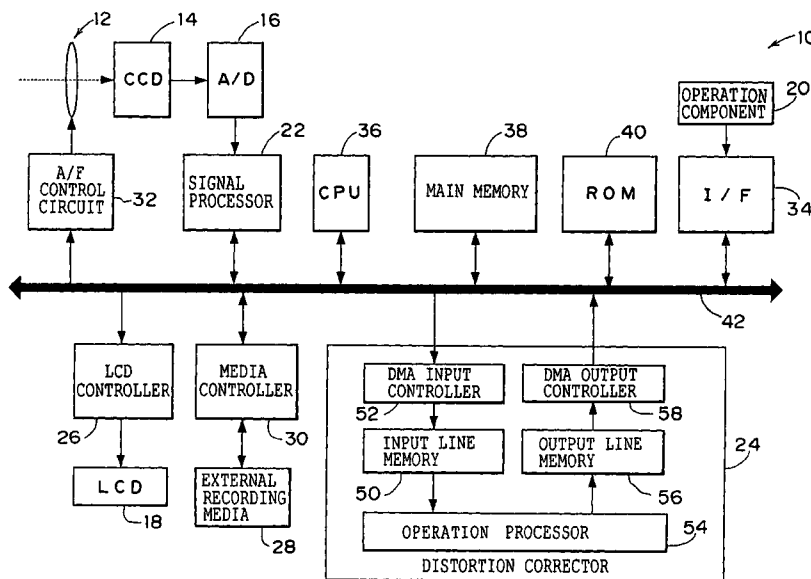 12
14
16
10
CCD
A/D
OPERATION
COMPONENT
20
A/F
CONTROL
CIRCUIT
32
22
SIGNAL
PROCESSOR
36
CPU
38
MAIN MEMORY
40
ROM
I/F
34
42
LCD
CONTROLLER
26
MEDIA
CONTROLLER
30
DMA INPUT
CONTROLLER
52
DMA OUTPUT
CONTROLLER
58
24
INPUT LINE
MEMORY
50
OUTPUT LINE
MEMORY
56
LCD
18
EXTERNAL
RECORDING
MEDIA
28
OPERATION PROCESSOR
54
DISTORTION CORRECTOR